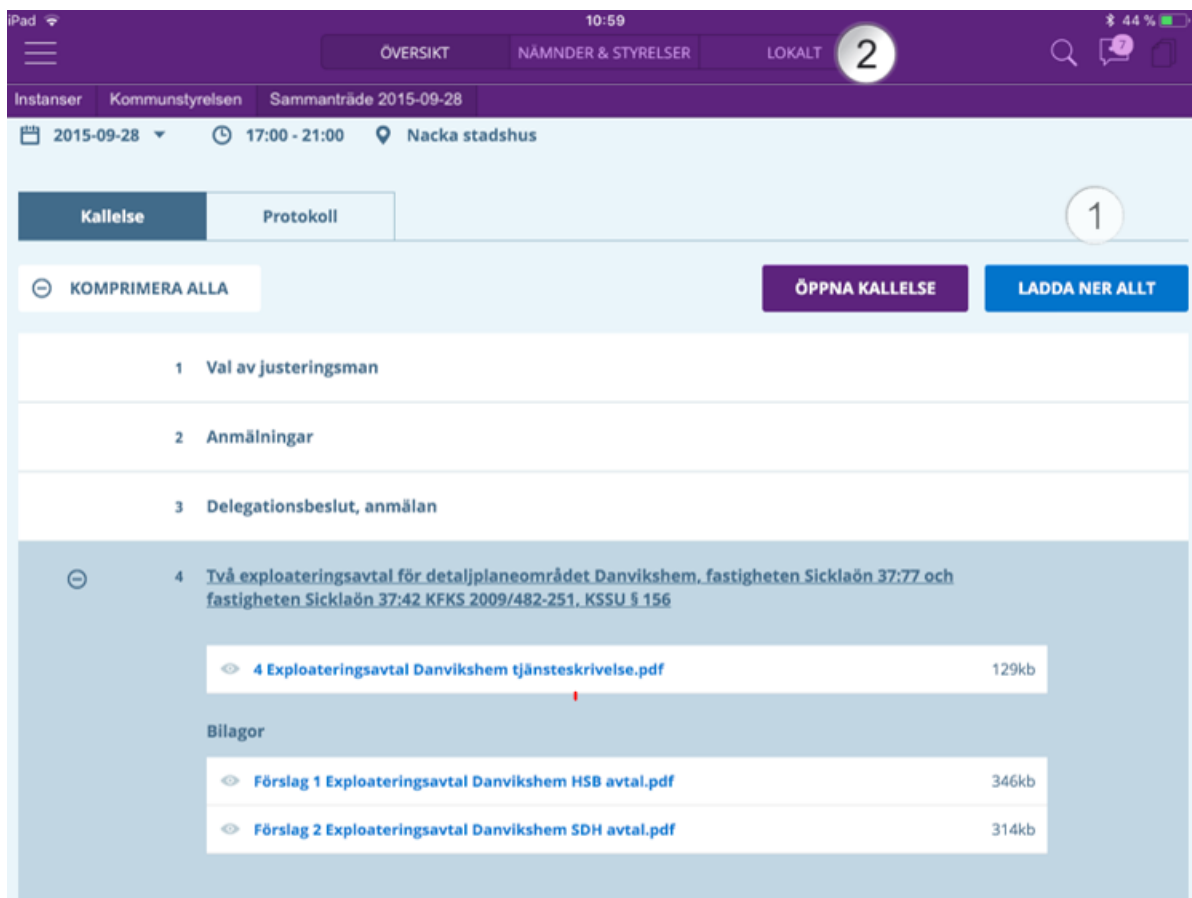 iPad 10:59 44 %
ÖVERSIKT NÄMNDER & STYRELSER LOKALT 2 7
Instanser Kommunstyrelsen Sammanträde 2015-09-28
2015-09-28 17:00 - 21:00 Nacka stadshus
Kallelse Protokoll 1
KOMPRIMERA ALLA ÖPPNA KALLELSE LADDA NER ALLT
1 Val av justeringsman
2 Anmälningar
3 Delegationsbeslut, anmälan
4 Två exploateringsavtal för detaljplaneområdet Danvikshem, fastigheten Sicklaön 37:77 och
fastigheten Sicklaön 37:42 KFKS 2009/482-251, KSSU § 156
4 Exploateringsavtal Danvikshem tjänsteskrivelse.pdf 129kb
Bilagor
Förslag 1 Exploateringsavtal Danvikshem HSB avtal.pdf 346kb
Förslag 2 Exploateringsavtal Danvikshem SDH avtal.pdf 314kb